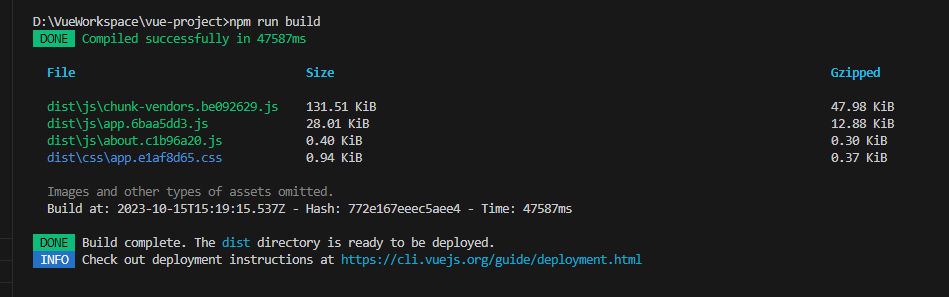 D:\VueWorkspace\vue-project>npm run build
DONE Compiled successfully in 47587ms
File Size Gzipped
dist\js\chunk-vendors.be092629.js 131.51 KiB 47.98 KiB
dist\js\app.6baa5dd3.js 28.01 KiB 12.88 KiB
dist\js\about.c1b96a20.js 0.40 KiB 0.30 KiB
dist\css\app.e1af8d65.css 0.94 KiB 0.37 KiB
Images and other types of assets omitted.
Build at: 2023-10-15T15:19:15.537Z - Hash: 772e167eeec5aee4 - Time: 47587ms
DONE Build complete. The dist directory is ready to be deployed.
INFO Check out deployment instructions at https://cli.vuejs.org/guide/deployment.html